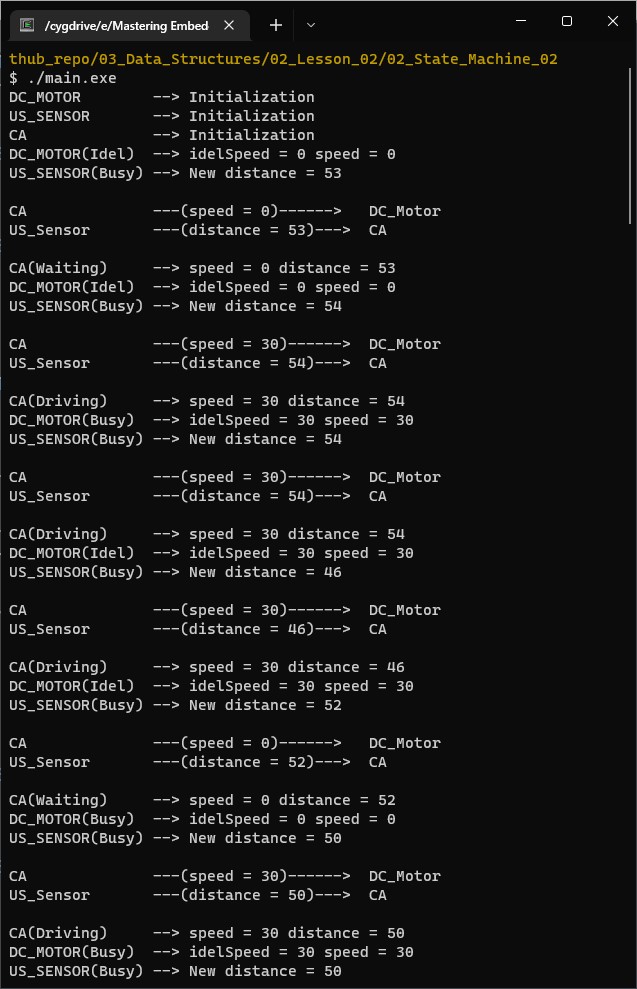 /cygdrive/e/Mastering Embed
thub_repo/03_Data_Structures/02_Lesson_02/02_State_Machine_02
$ ./main.exe
DC_MOTOR        --> Initialization
US_SENSOR       --> Initialization
CA              --> Initialization
DC_MOTOR(Idel)  --> idelSpeed = 0 speed = 0
US_SENSOR(Busy) --> New distance = 53
CA              ---(speed = 0)------>   DC_Motor
US_Sensor       ---(distance = 53)--->  CA
CA(Waiting)     --> speed = 0 distance = 53
DC_MOTOR(Idel)  --> idelSpeed = 0 speed = 0
US_SENSOR(Busy) --> New distance = 54
CA              ---(speed = 30)------>  DC_Motor
US_Sensor       ---(distance = 54)--->  CA
CA(Driving)     --> speed = 30 distance = 54
DC_MOTOR(Busy)  --> idelSpeed = 30 speed = 30
US_SENSOR(Busy) --> New distance = 54
CA              ---(speed = 30)------>  DC_Motor
US_Sensor       ---(distance = 54)--->  CA
CA(Driving)     --> speed = 30 distance = 54
DC_MOTOR(Idel)  --> idelSpeed = 30 speed = 30
US_SENSOR(Busy) --> New distance = 46
CA              ---(speed = 30)------>  DC_Motor
US_Sensor       ---(distance = 46)--->  CA
CA(Driving)     --> speed = 30 distance = 46
DC_MOTOR(Idel)  --> idelSpeed = 30 speed = 30
US_SENSOR(Busy) --> New distance = 52
CA              ---(speed = 0)------>   DC_Motor
US_Sensor       ---(distance = 52)--->  CA
CA(Waiting)     --> speed = 0 distance = 52
DC_MOTOR(Busy)  --> idelSpeed = 0 speed = 0
US_SENSOR(Busy) --> New distance = 50
CA              ---(speed = 30)------>  DC_Motor
US_Sensor       ---(distance = 50)--->  CA
CA(Driving)     --> speed = 30 distance = 50
DC_MOTOR(Busy)  --> idelSpeed = 30 speed = 30
US_SENSOR(Busy) --> New distance = 50